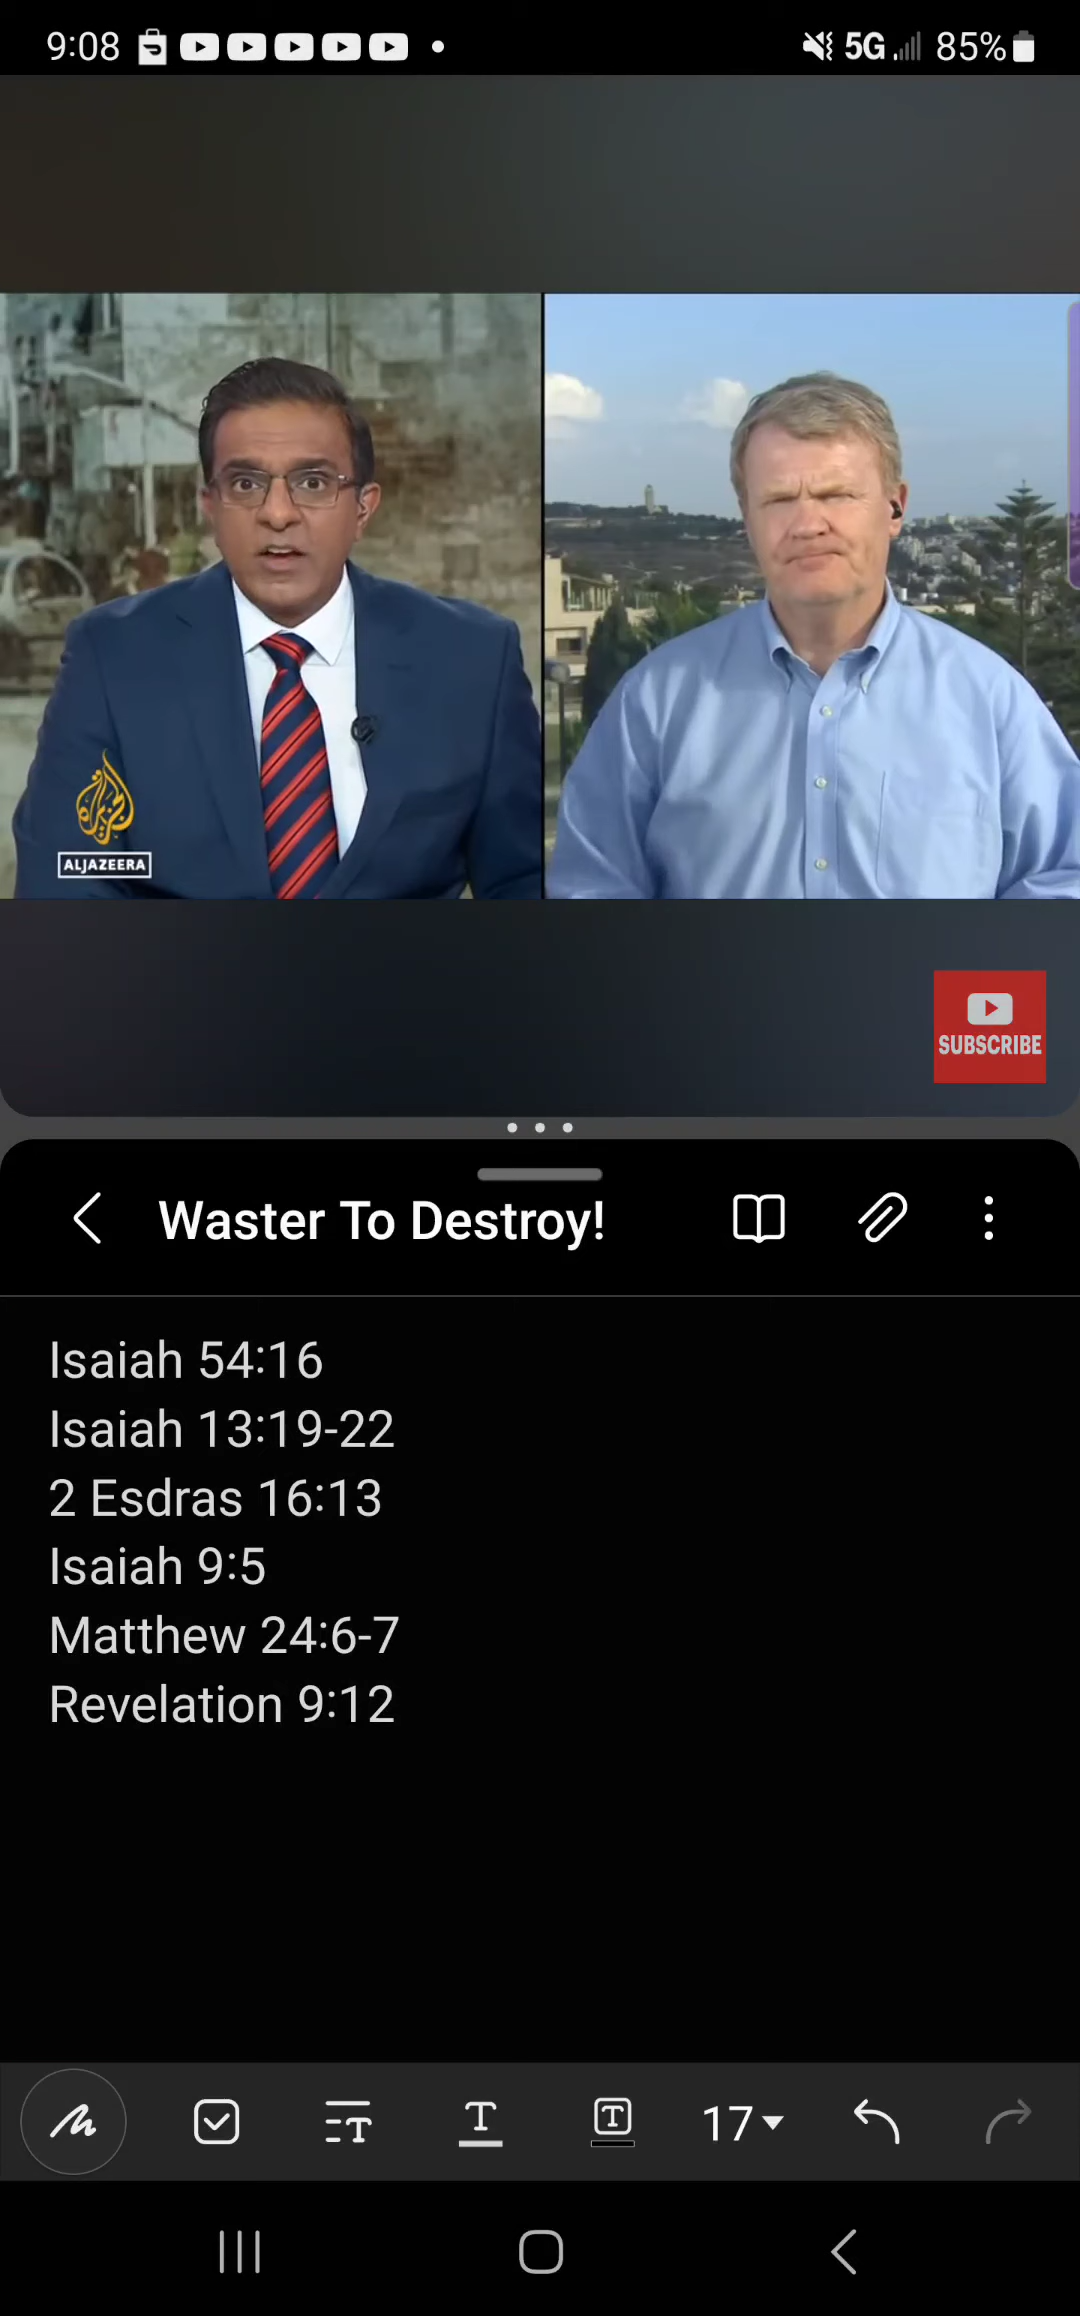 9:08
5G
85%
الجزيرة
ALJAZEERA
SUBSCRIBE
Waster To Destroy!
Isaiah 54:16
Isaiah 13:19-22
2 Esdras 16:13
Isaiah 9:5
Matthew 24:6-7
Revelation 9:12
T
T
T
17